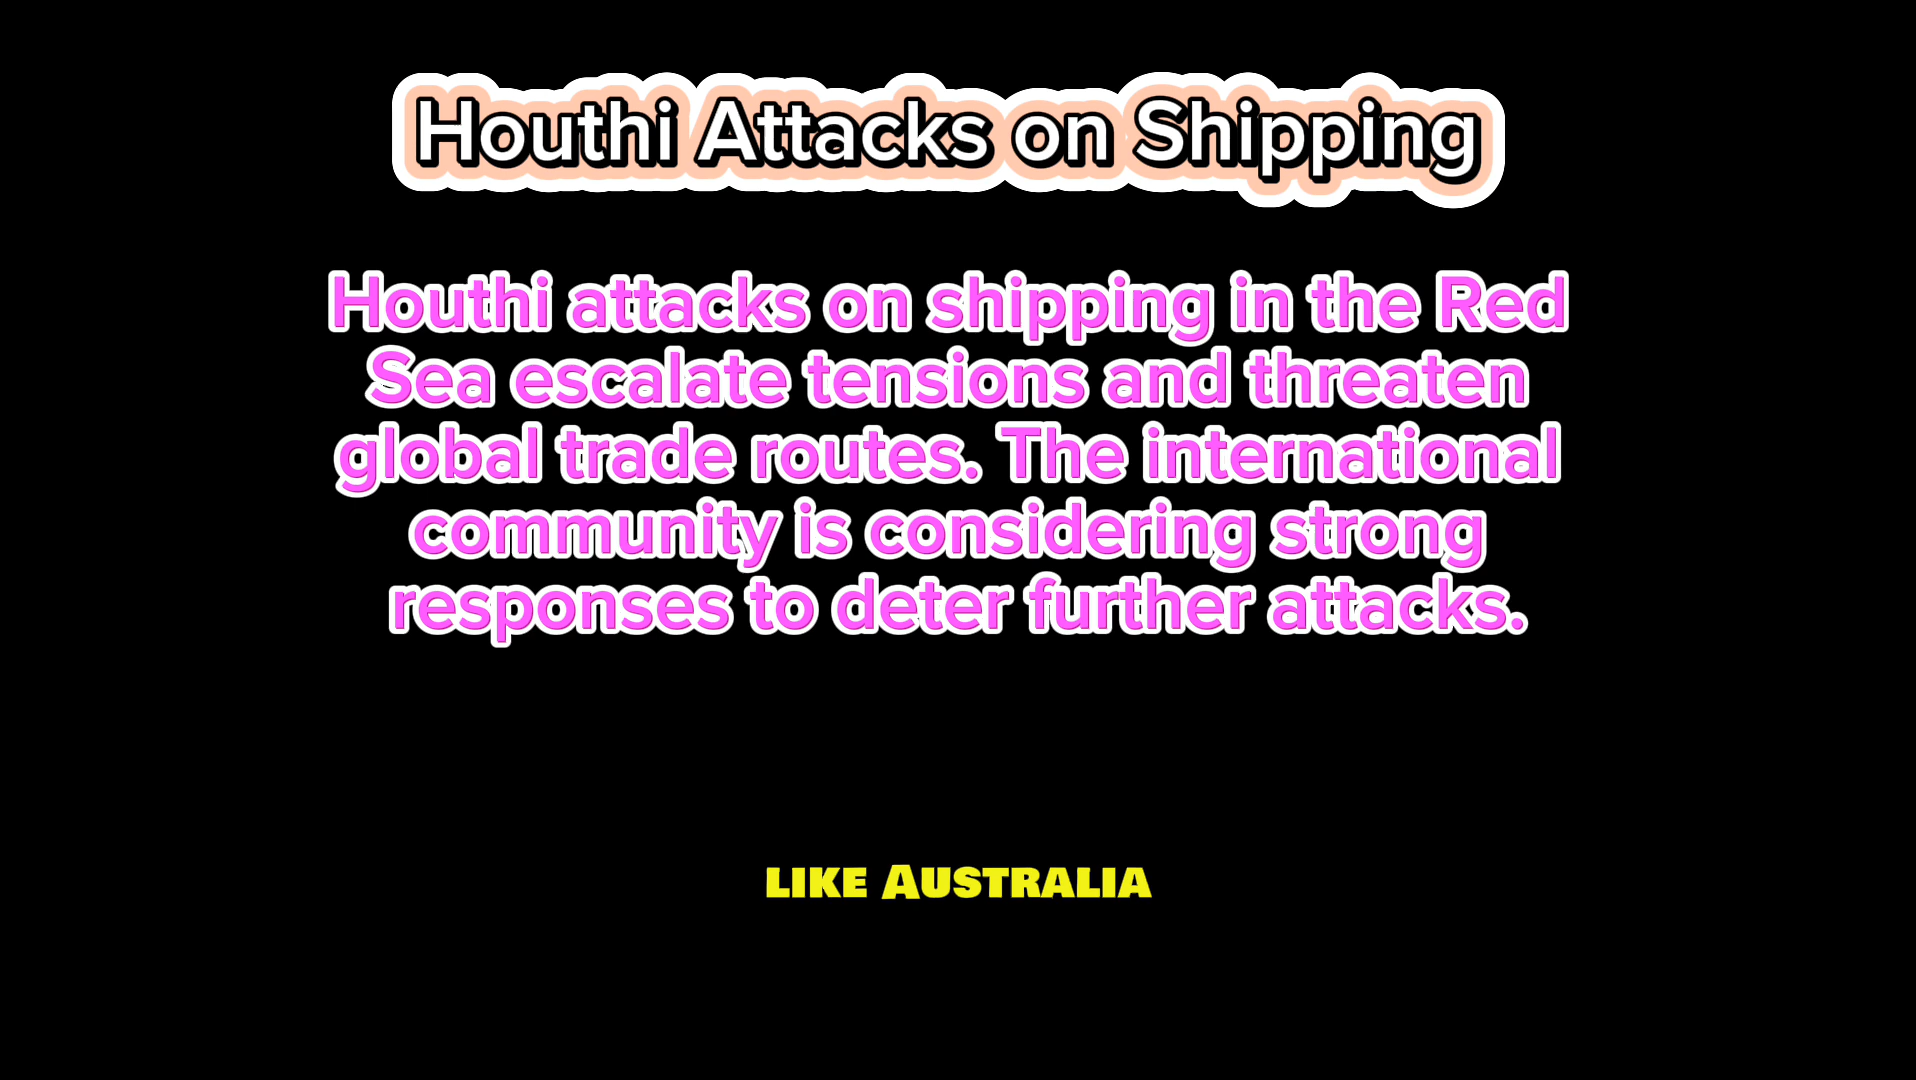 Houthi Attacks on Shipping
Houthi attacks on shipping in the Red
Sea escalate tensions and threaten
global trade routes. The international
community is considering strong
responses to deter further attacks.
LIKE AUSTRALIA